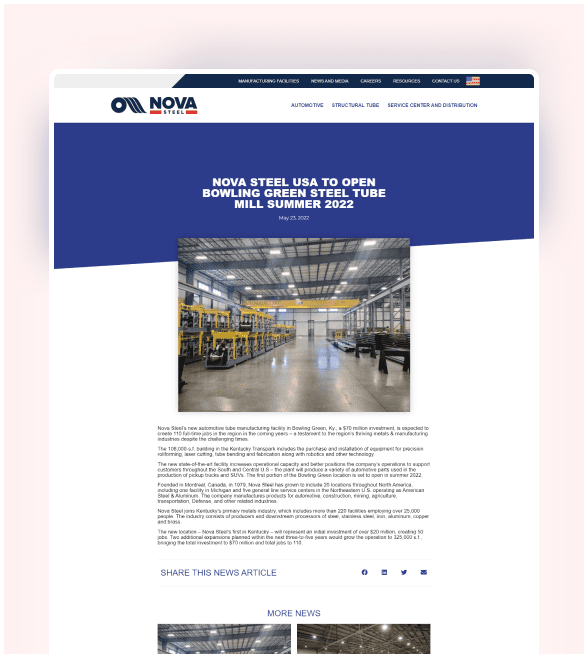 MANUFACTURING FACILITIES NEWS AND MEDIA CAREERS RESOURCES CONTACT US
NOVA
STEEL
AUTOMOTIVE STRUCTURAL TUBE SERVICE CENTER AND DISTRIBUTION
NOVA STEEL USA TO OPEN
BOWLING GREEN STEEL TUBE
MILL SUMMER 2022
May 23, 2022
Nova Steel's new automotive tube manufacturing facility in Bowling Green, Ky., a $70 million investment, is expected to
create 110 full-time jobs in the region in the coming years – a testament to the region's thriving metals & manufacturing
industries despite the challenging times.
The 108,000-s.f. building in the Kentucky Transpark includes the purchase and installation of equipment for precision
rollforming, laser cutting, tube bending and fabrication along with robotics and other technology.
The new state-of-the-art facility increases operational capacity and better positions the company's operations to support
customers throughout the South and Central U.S – the plant will produce a variety of automotive parts used in the
production of pickup trucks and SUVs. The first portion of the Bowling Green location is set to open in summer 2022.
Founded in Montreal, Canada, in 1979, Nova Steel has grown to include 20 locations throughout North America,
including one facility in Michigan and five general line service centers in the Northeastern U.S. operating as American
Steel & Aluminum. The company manufactures products for automotive, construction, mining, agriculture,
transportation, Defense, and other related industries.
Nova Steel joins Kentucky's primary metals industry, which includes more than 220 facilities employing over 25,000
people. The industry consists of producers and downstream processors of steel, stainless steel, iron, aluminum, copper
and brass.
The new location – Nova Steel's first in Kentucky – will represent an initial investment of over $20 million, creating 50
jobs. Two additional expansions planned within the next three-to-five years would grow the operation to 325,000 s.f.,
bringing the total investment to $70 million and total jobs to 110.
SHARE THIS NEWS ARTICLE
MORE NEWS